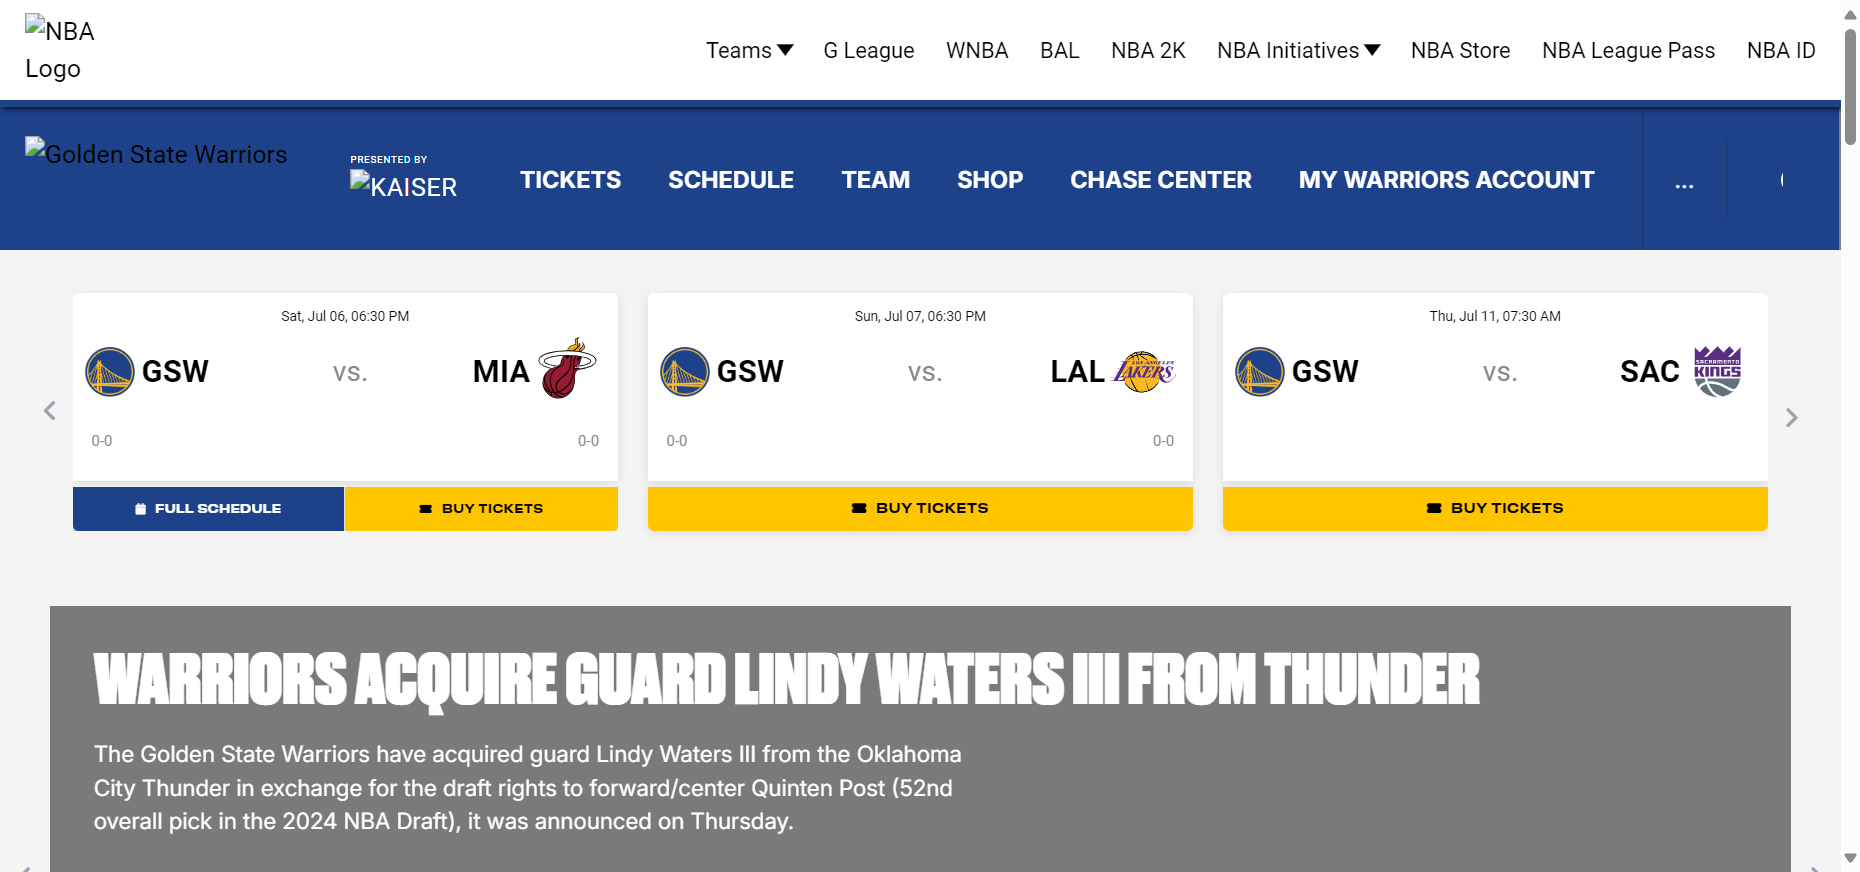 NBA
Logo
Teams
G League
WNBA
BAL
NBA 2K
NBA Initiatives
NBA Store
NBA League Pass
NBA ID
Golden State Warriors
PRESENTED BY
KAISER
TICKETS
SCHEDULE
TEAM
SHOP
CHASE CENTER
MY WARRIORS ACCOUNT
...
Sat, Jul 06, 06:30 PM
GSW
VS.
MIA
0-0
0-0
FULL SCHEDULE
BUY TICKETS
Sun, Jul 07, 06:30 PM
GSW
VS.
LAL
LOS ANGELES
LAKERS
0-0
0-0
BUY TICKETS
Thu, Jul 11, 07:30 AM
GSW
VS.
SAC
SACRAMENTO
KINGS
BUY TICKETS
WARRIORS ACQUIRE GUARD LINDY WATERS III FROM THUNDER
The Golden State Warriors have acquired guard Lindy Waters III from the Oklahoma
City Thunder in exchange for the draft rights to forward/center Quinten Post (52nd
overall pick in the 2024 NBA Draft), it was announced on Thursday.